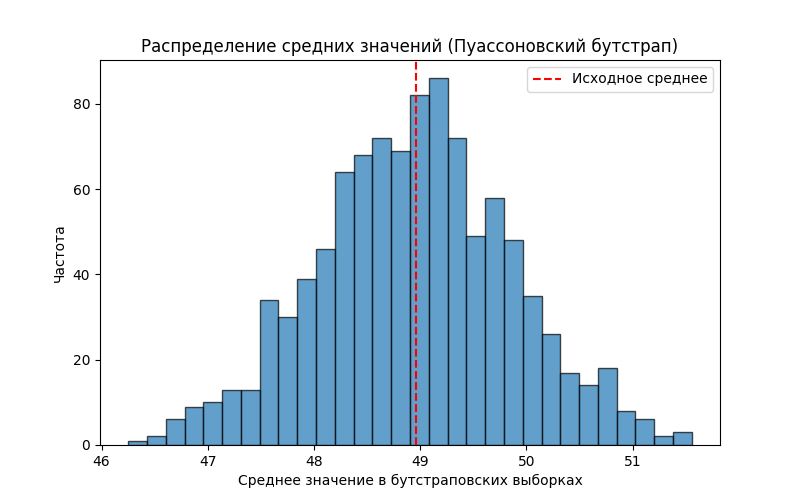 Распределение средних значений (Пуассоновский бутстрап)
Исходное среднее
80
60
40
20
0
Частота
46 47 48 49 50 51
Среднее значение в бутстраповских выборках